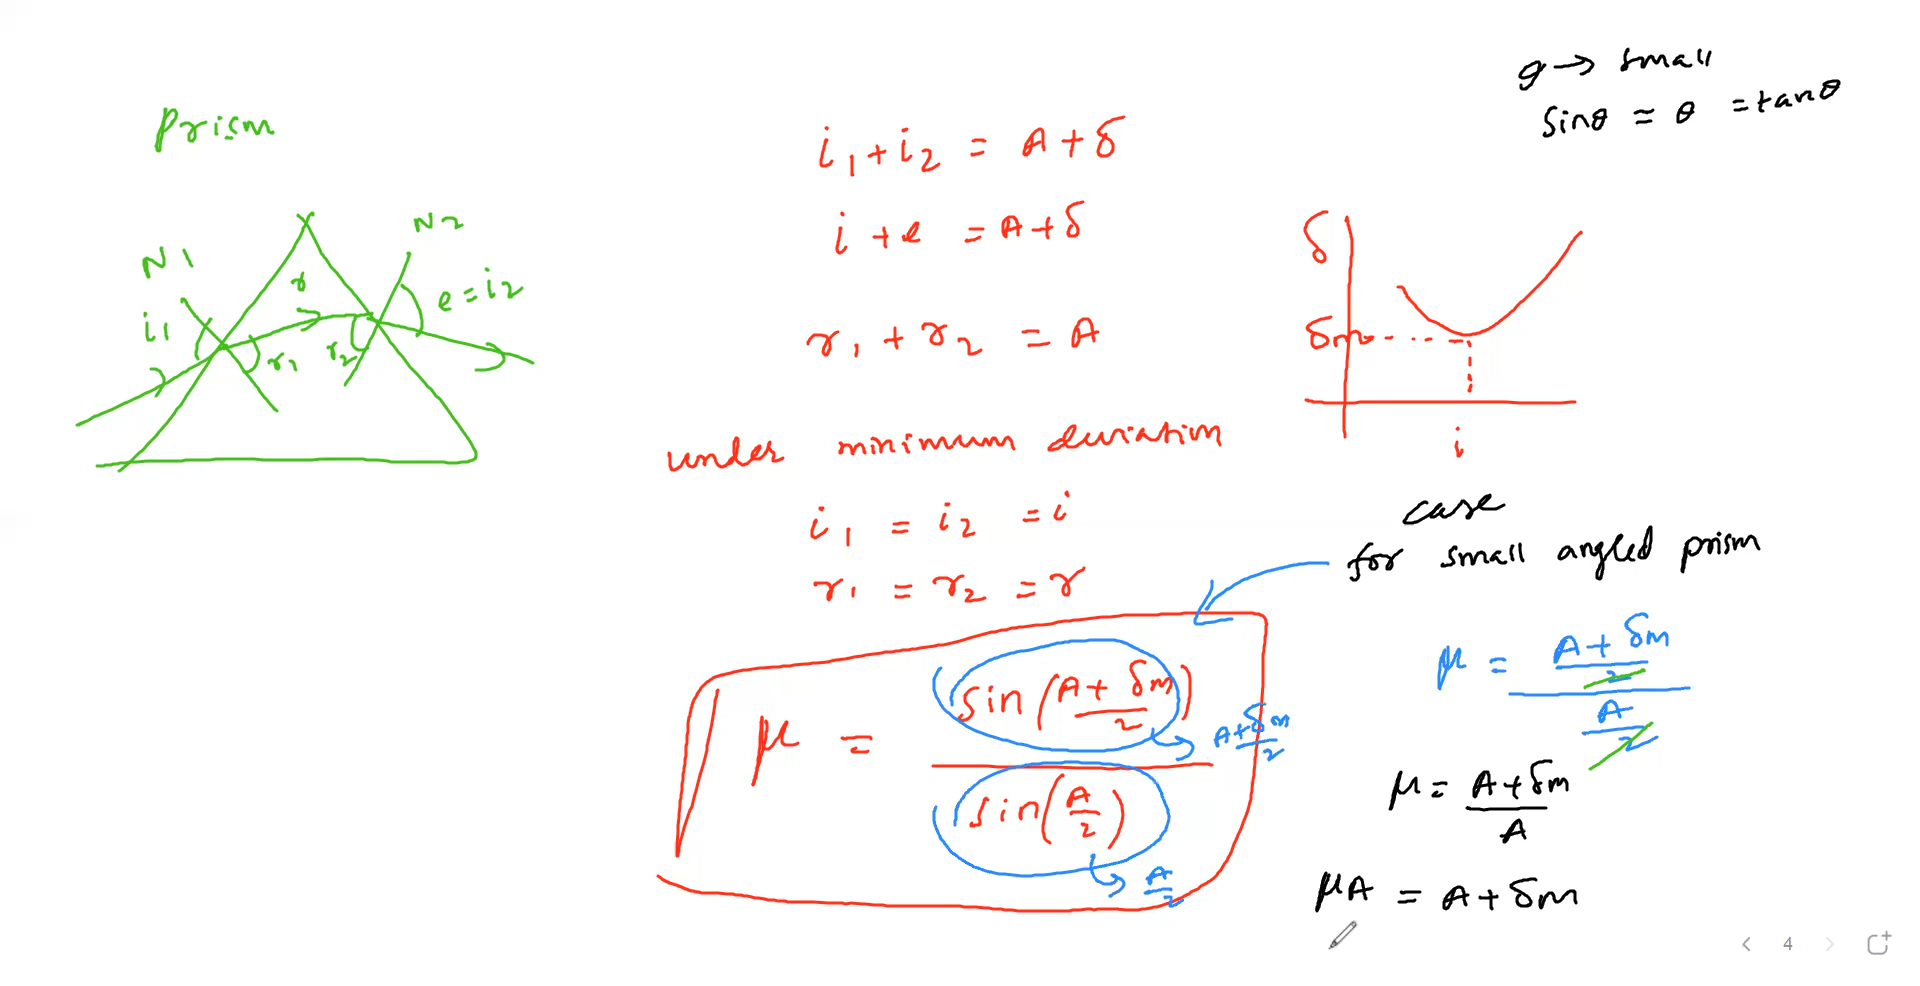 Prism
N1
N2
i1
r
r1
r2
e = i2
i1 + i2 = A + δ
i + e = A + δ
r1 + r2 = A
under minimum deviation
i1 = i2 = i
r1 = r2 = r
μ = sin(A + δm/2) / sin(A/2)
A + δm/2
A/2
θ → small
sinθ ≃ θ = tanθ
δ
δm
i
case
for small angled prism
μ = A + δm/2 / A/2
μ = A + δm / A
μA = A + δm
4